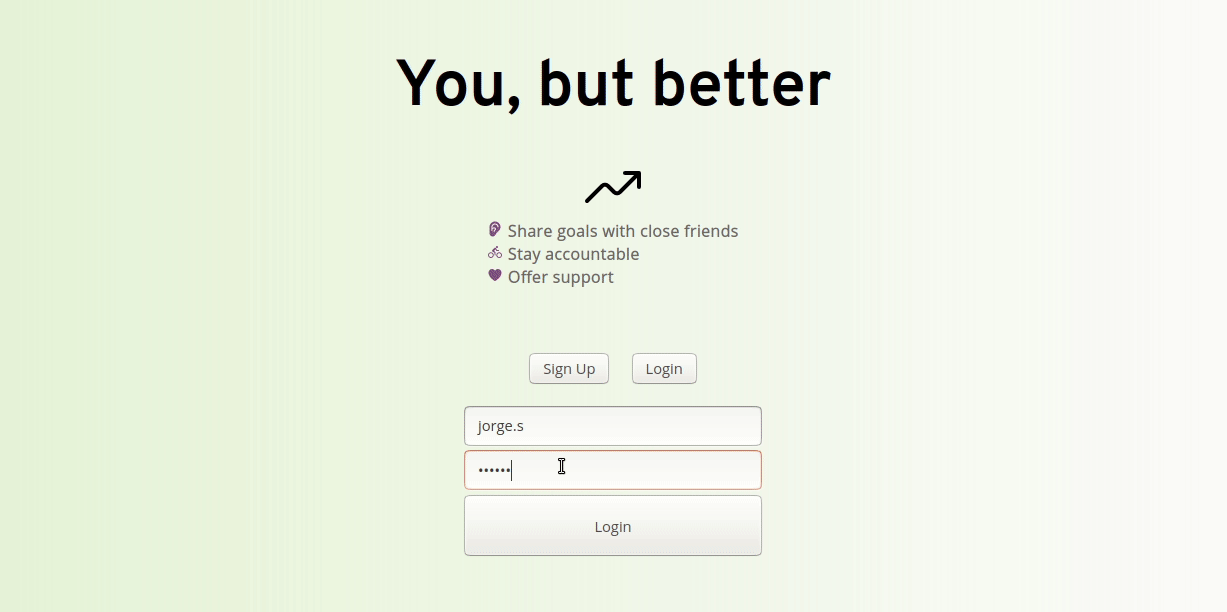 You, but better
Share goals with close friends
Stay accountable
Offer support
Sign Up Login
jorge.s
••••••
Login